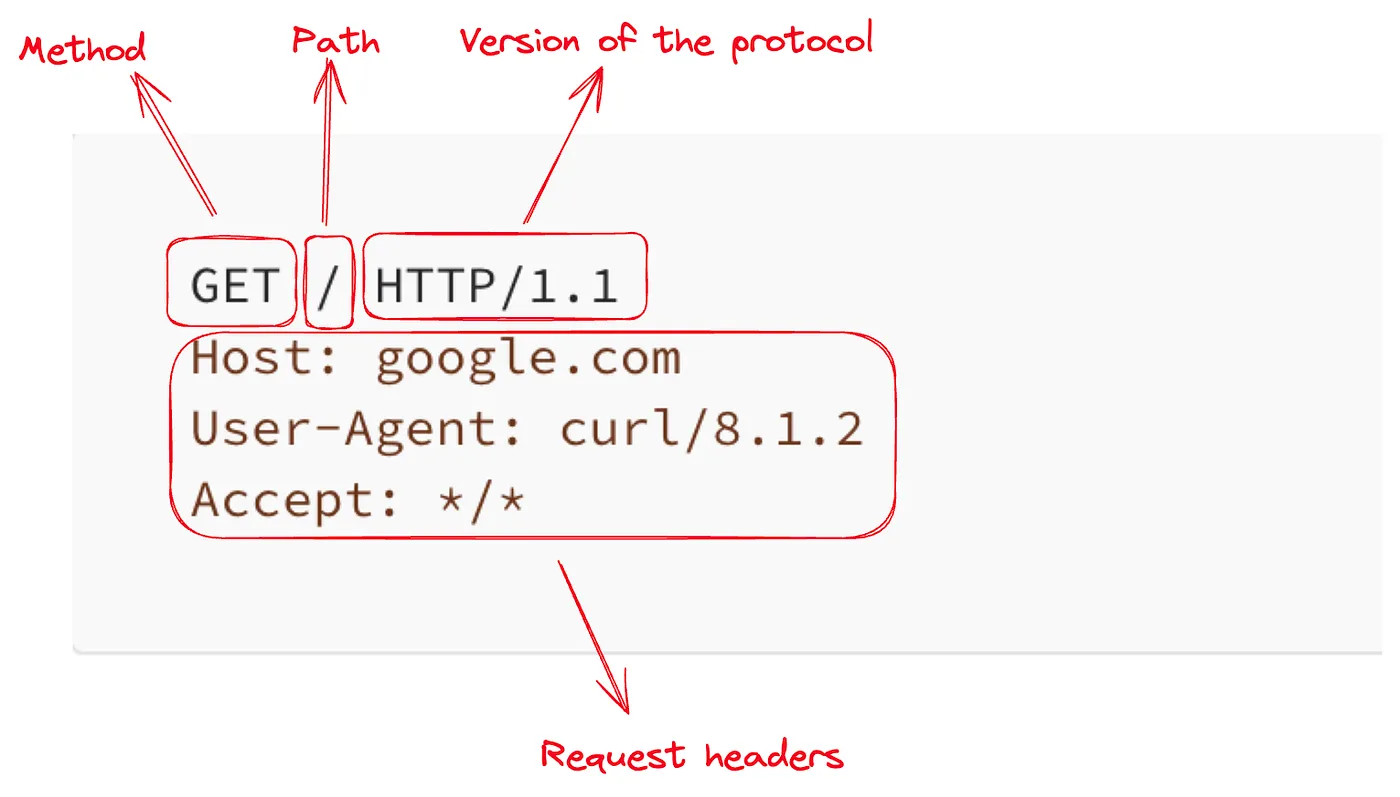 Method Path Version of the protocol
GET / HTTP/1.1
Host: google.com
User-Agent: curl/8.1.2
Accept: */*
Request headers